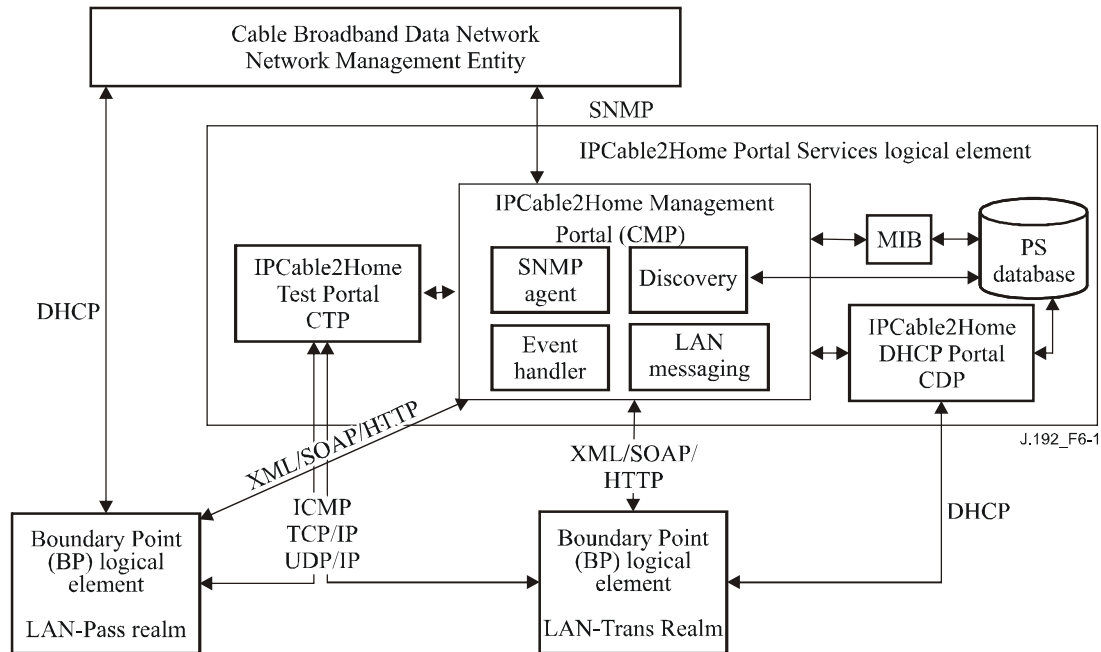 Cable Broadband Data Network
Network Management Entity
SNMP
IPCable2Home Portal Services logical element
IPCable2Home Management
Portal (CMP)
SNMP
agent
Discovery
Event
handler
LAN
messaging
MIB
PS
database
IPCable2Home
Test Portal
CTP
IPCable2Home
DHCP Portal
CDP
DHCP
J.192_F6-1
XML/SOAP/HTTP
XML/SOAP/
HTTP
ICMP
TCP/IP
UDP/IP
DHCP
Boundary Point
(BP) logical
element
LAN-Pass realm
Boundary Point
(BP) logical
element
LAN-Trans Realm